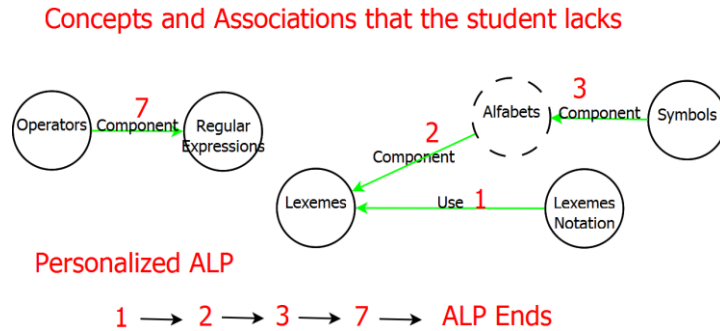 Concepts and Associations that the student lacks
7
Operators
Component
Regular
Expressions
3
Alfabets
Component
Symbols
2
Component
Lexemes
Use 1
Lexemes
Notation
Personalized ALP
1 2 3 7 ALP Ends